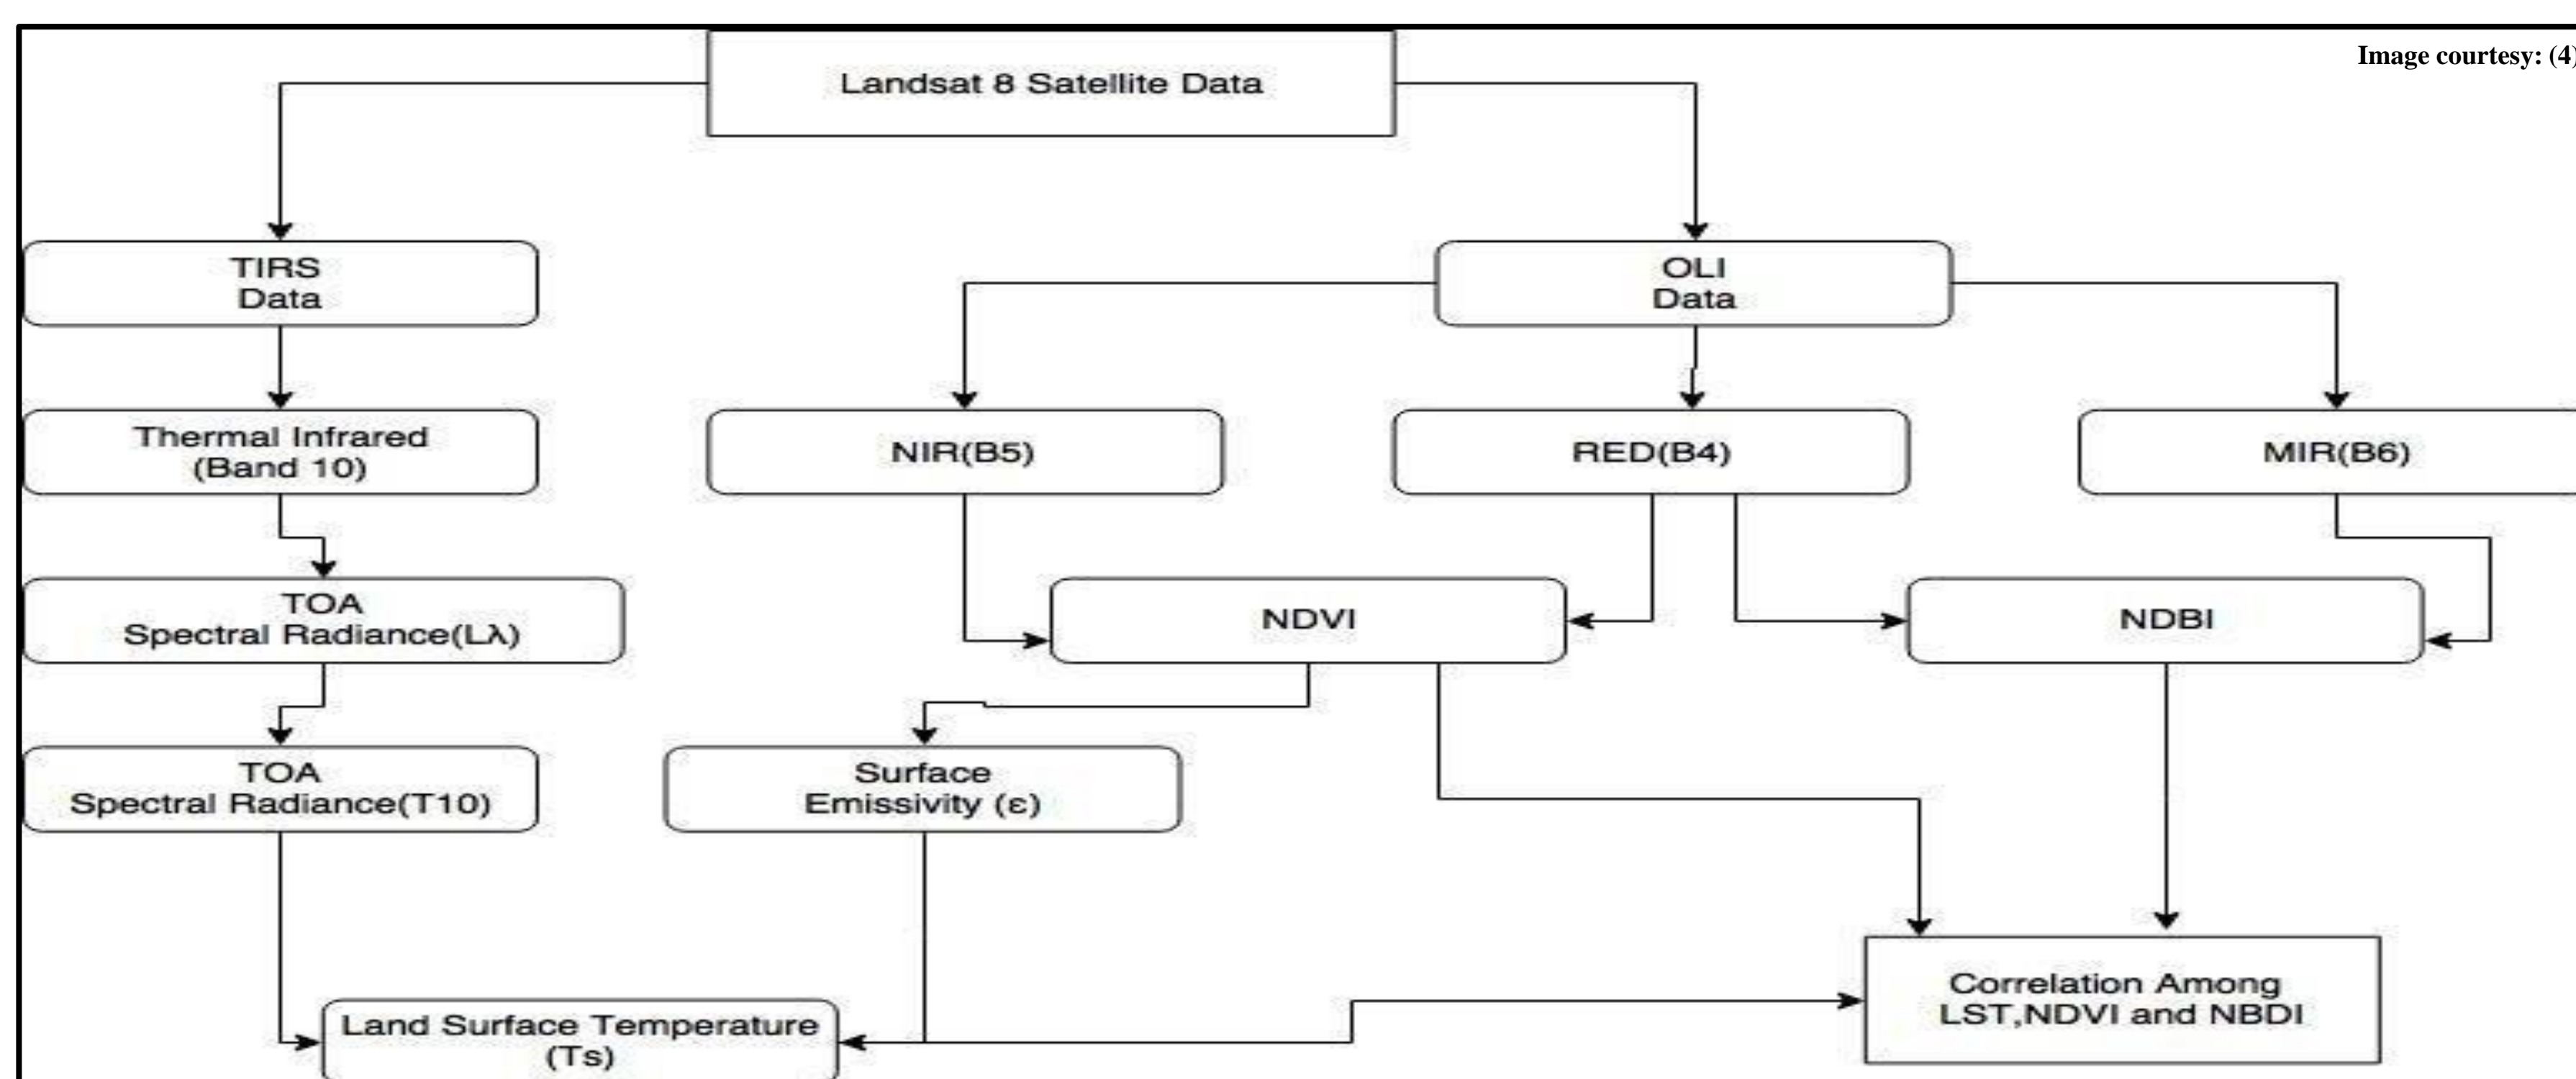 Image courtesy: (4)
Landsat 8 Satellite Data
TIRS
Data
OLI
Data
Thermal Infrared
(Band 10)
NIR(B5)
RED(B4)
MIR(B6)
TOA
Spectral Radiance(Lλ)
NDVI
NDBI
TOA
Spectral Radiance(T10)
Surface
Emissivity (ε)
Land Surface Temperature
(Ts)
Correlation Among
LST,NDVI and NBDI